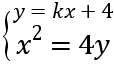 y = kx + 4
x² = 4y